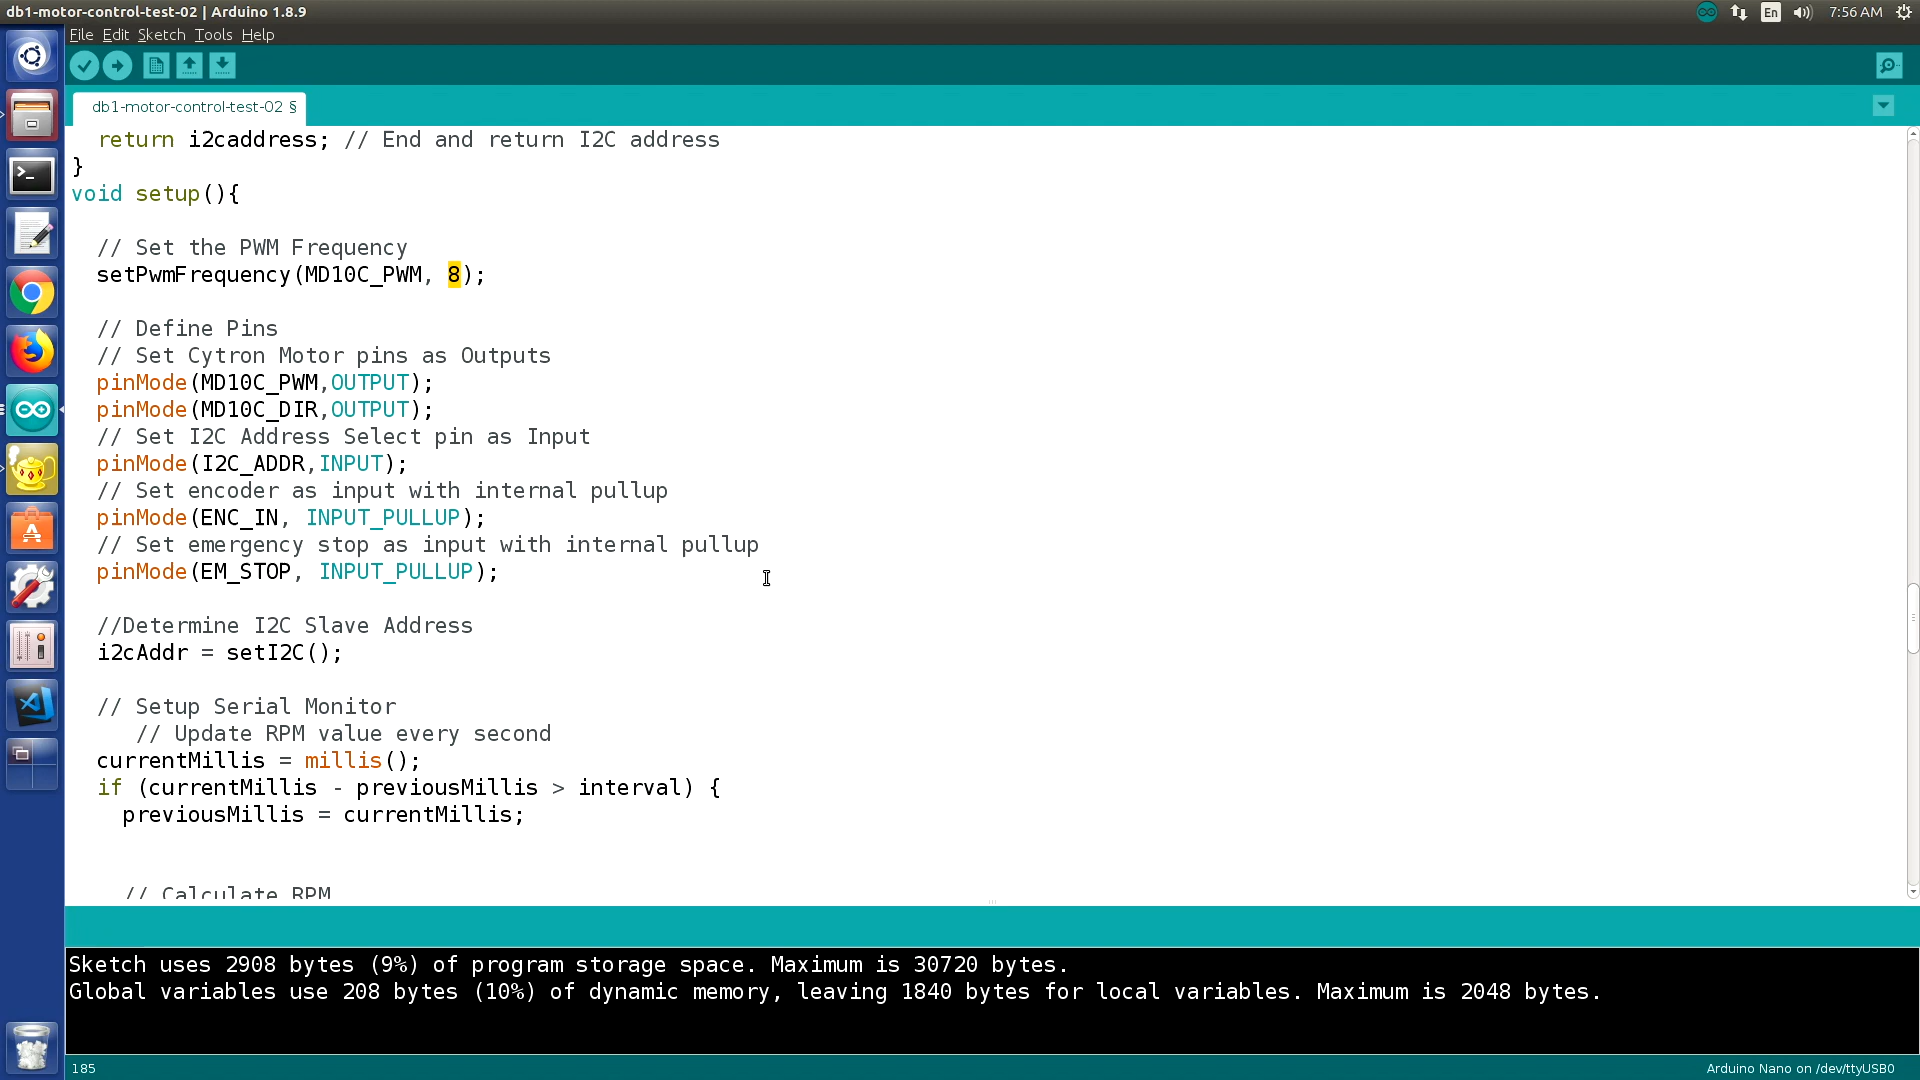 db1-motor-control-test-02 | Arduino 1.8.9
En
7:56 AM
File Edit Sketch Tools Help
db1-motor-control-test-02 §
return i2caddress; // End and return I2C address
}
void setup(){
// Set the PWM Frequency
setPwmFrequency(MD10C_PWM, 8);
// Define Pins
// Set Cytron Motor pins as Outputs
pinMode(MD10C_PWM,OUTPUT);
pinMode(MD10C_DIR,OUTPUT);
// Set I2C Address Select pin as Input
pinMode(I2C_ADDR,INPUT);
// Set encoder as input with internal pullup
pinMode(ENC_IN, INPUT_PULLUP);
// Set emergency stop as input with internal pullup
pinMode(EM_STOP, INPUT_PULLUP);
//Determine I2C Slave Address
i2cAddr = setI2C();
// Setup Serial Monitor
// Update RPM value every second
currentMillis = millis();
if (currentMillis - previousMillis > interval) {
previousMillis = currentMillis;
// Calculate RPM
Sketch uses 2908 bytes (9%) of program storage space. Maximum is 30720 bytes.
Global variables use 208 bytes (10%) of dynamic memory, leaving 1840 bytes for local variables. Maximum is 2048 bytes.
185
Arduino Nano on /dev/ttyUSB0